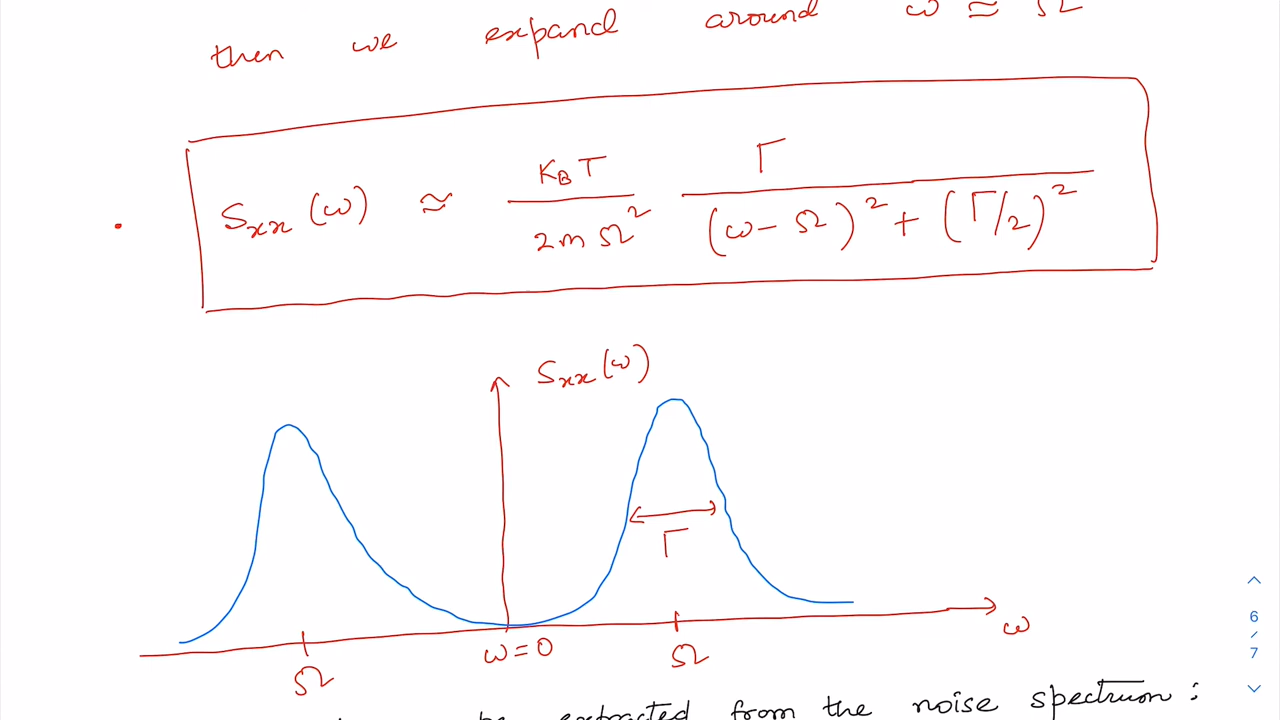 then we expand around ω ≃ Ω
S_xx (ω) ≃ K_B T / 2mΩ² Γ / (ω - Ω)² + (Γ/2)²
S_xx (ω)
Γ
ω
ω = 0
Ω
Ω
be extracted from the noise spectrum :
6
/
7